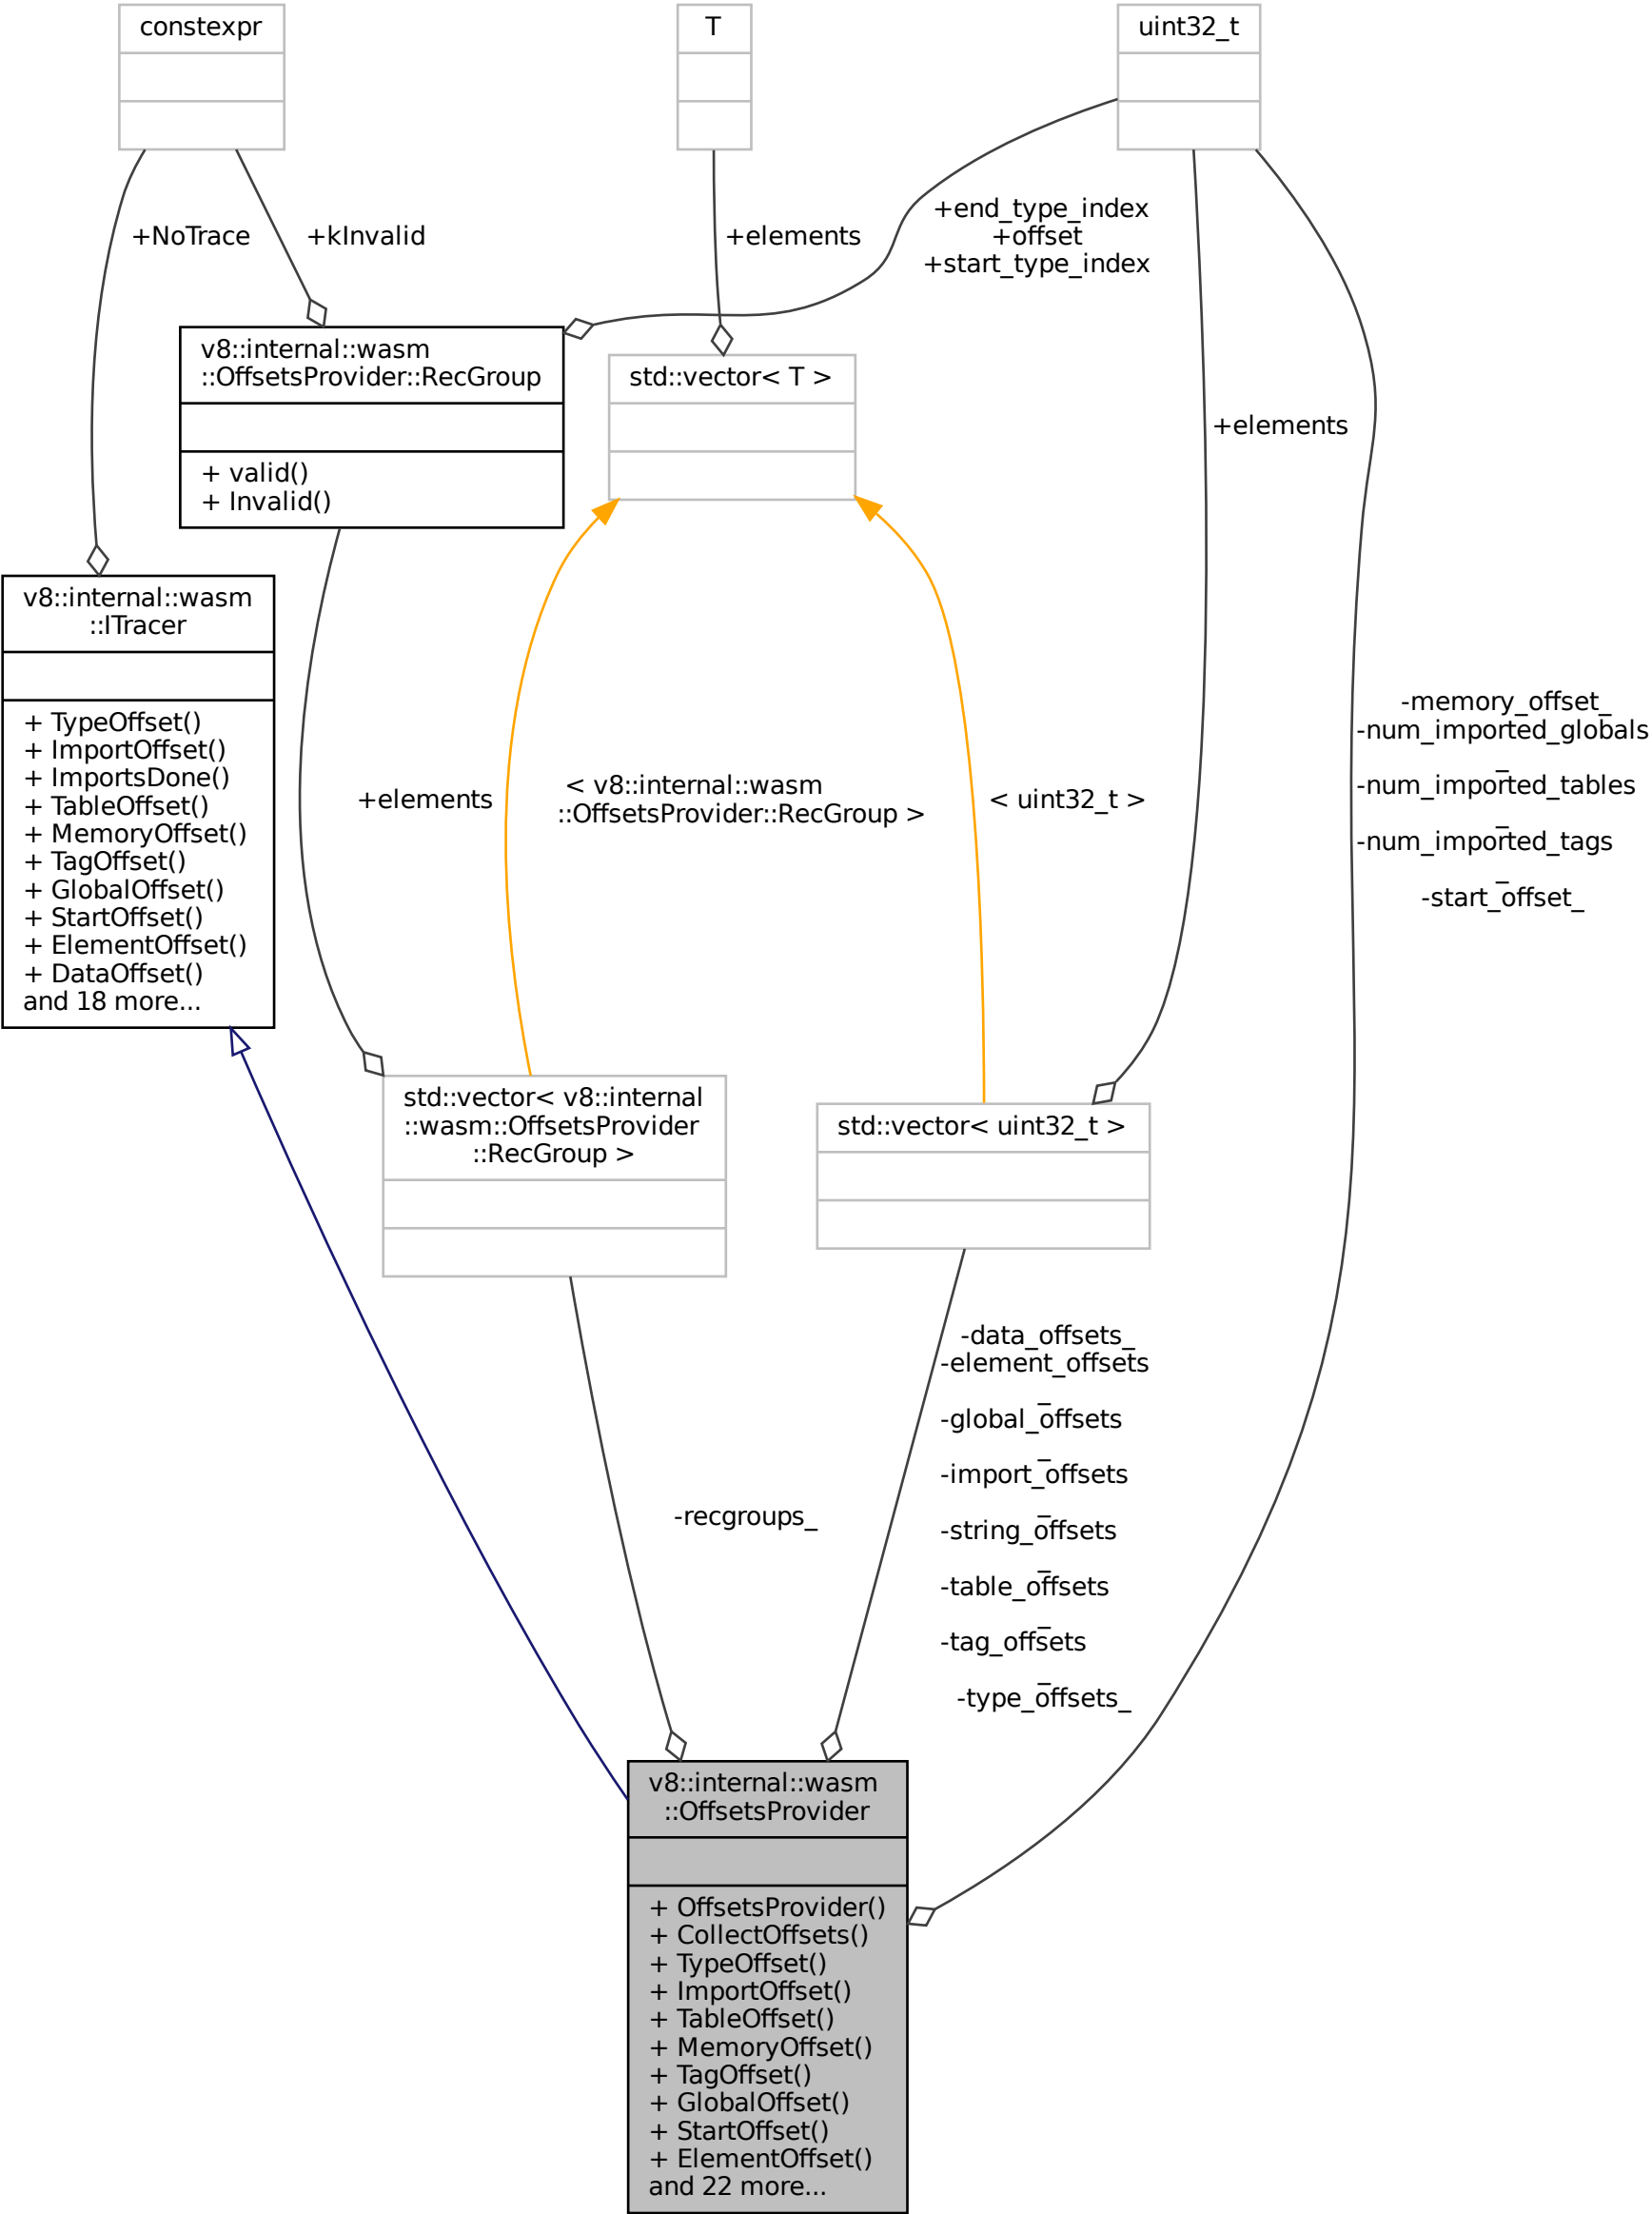 constexpr
T
uint32_t
+NoTrace
+kInvalid
+elements
+end_type_index
+offset
+start_type_index
v8::internal::wasm
::OffsetsProvider::RecGroup
+ valid()
+ Invalid()
std::vector< T >
+elements
v8::internal::wasm
::ITracer
+ TypeOffset()
+ ImportOffset()
+ ImportsDone()
+ TableOffset()
+ MemoryOffset()
+ TagOffset()
+ GlobalOffset()
+ StartOffset()
+ ElementOffset()
+ DataOffset()
and 18 more...
+elements
< v8::internal::wasm
::OffsetsProvider::RecGroup >
< uint32_t >
-memory_offset_
-num_imported_globals
_
-num_imported_tables
_
-num_imported_tags
_
-start_offset_
std::vector< v8::internal
::wasm::OffsetsProvider
::RecGroup >
std::vector< uint32_t >
-recgroups_
-data_offsets_
-element_offsets
_
-global_offsets
_
-import_offsets
_
-string_offsets
_
-table_offsets
_
-tag_offsets
_
-type_offsets_
v8::internal::wasm
::OffsetsProvider
+ OffsetsProvider()
+ CollectOffsets()
+ TypeOffset()
+ ImportOffset()
+ TableOffset()
+ MemoryOffset()
+ TagOffset()
+ GlobalOffset()
+ StartOffset()
+ ElementOffset()
and 22 more...